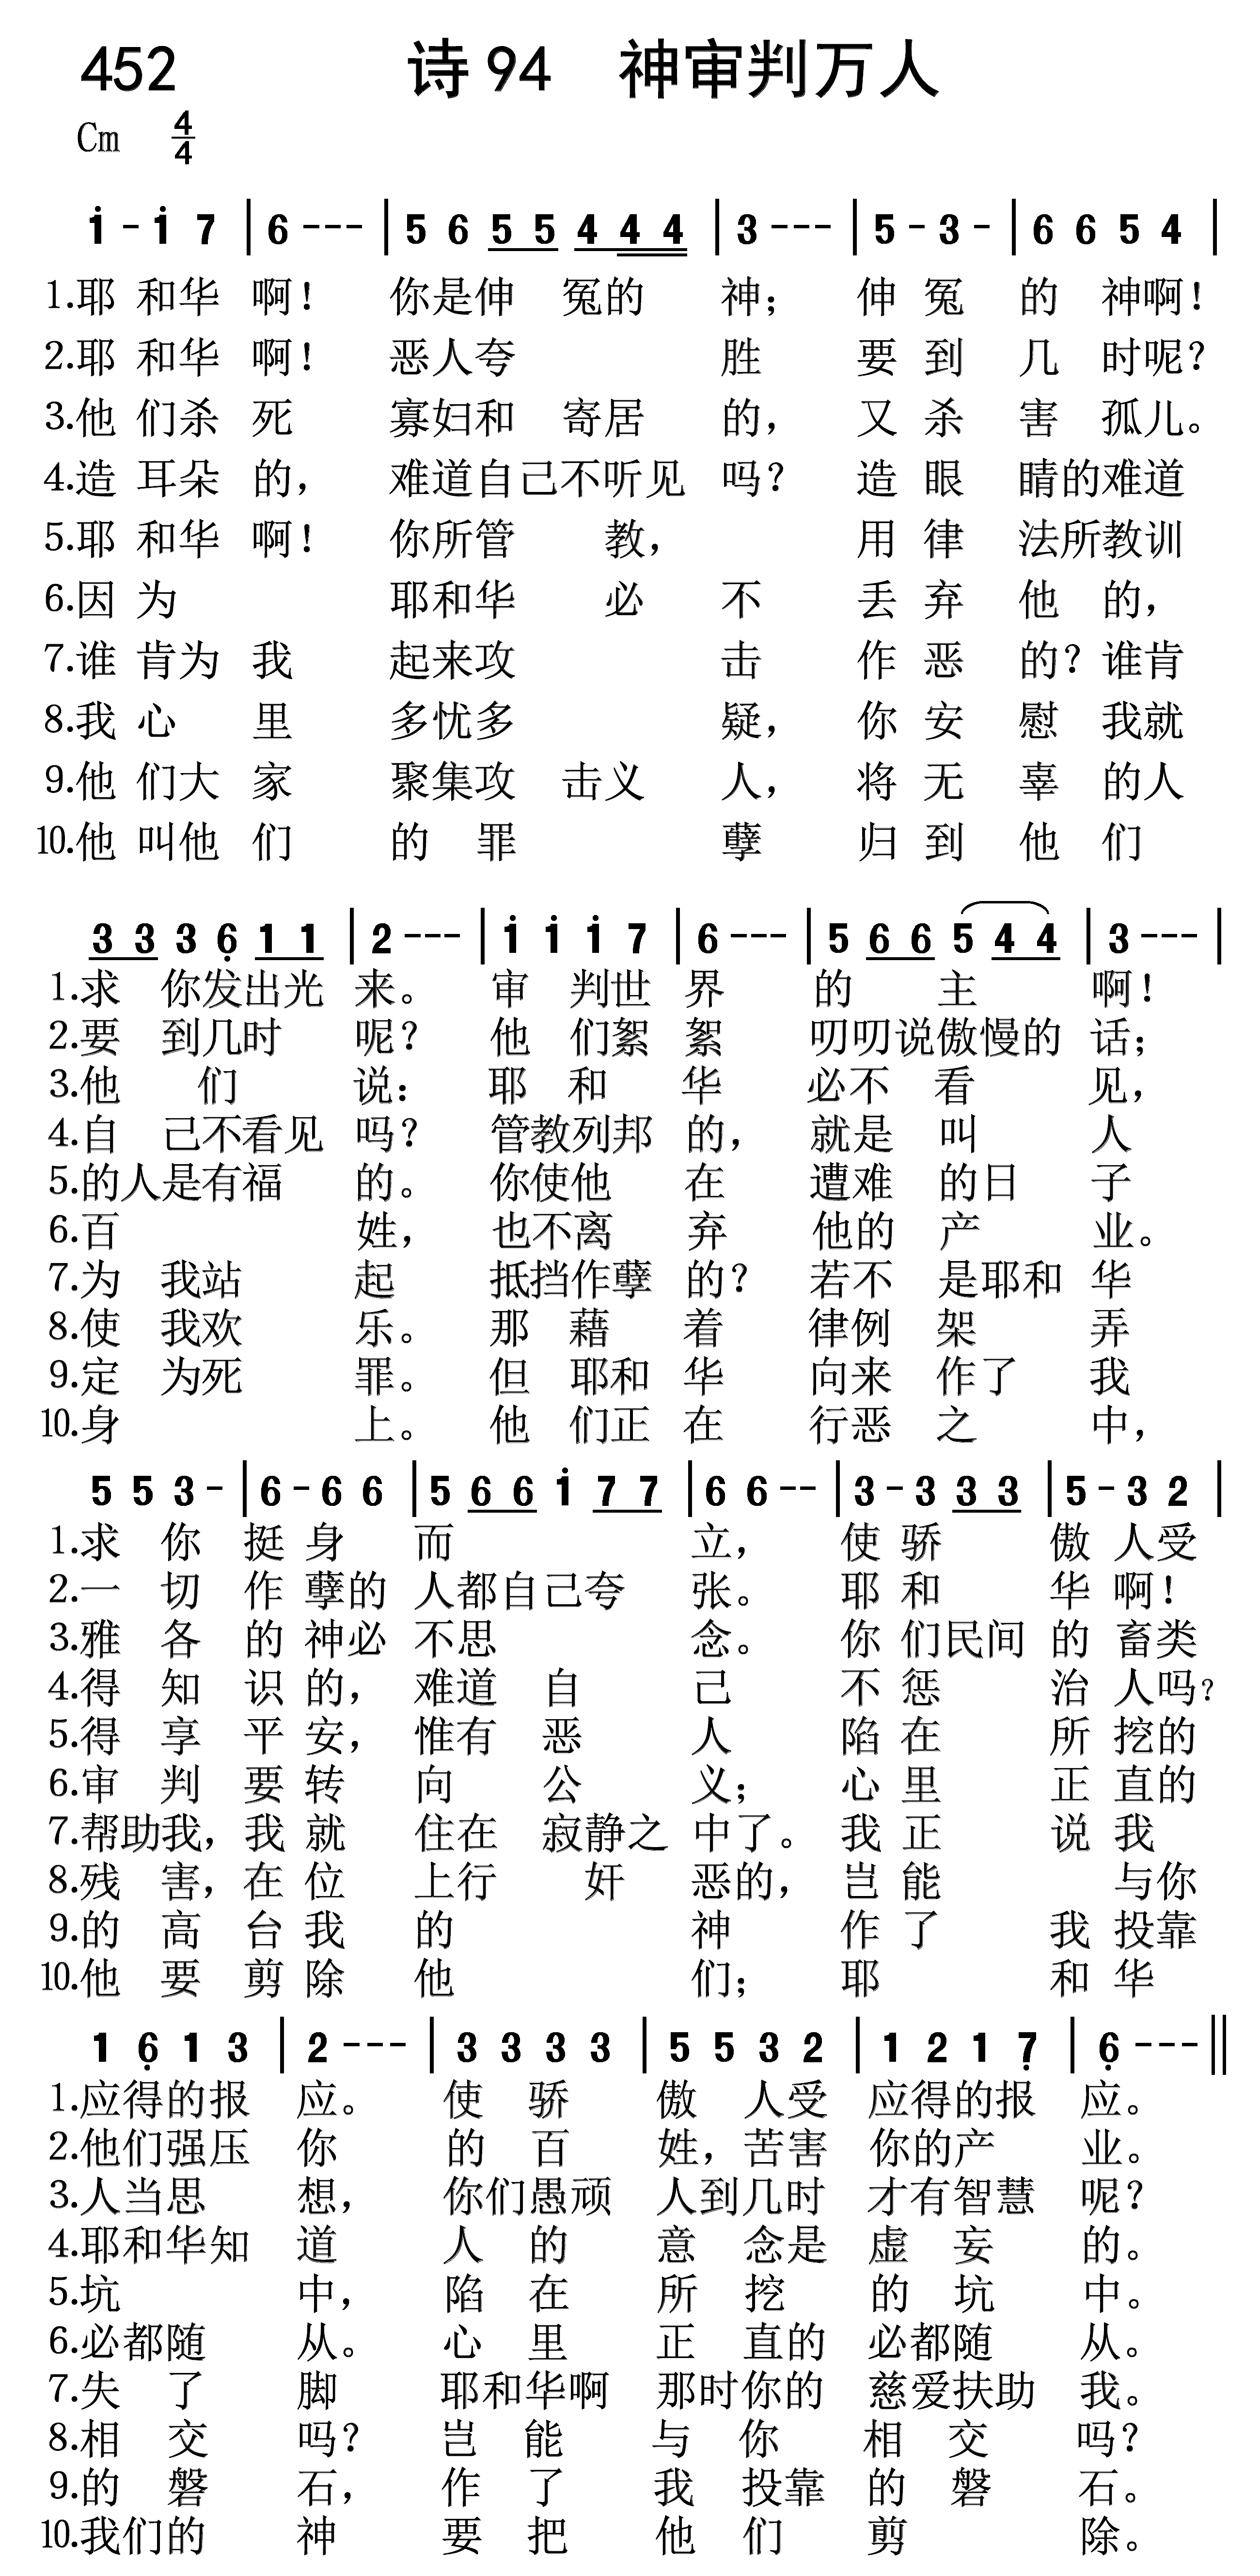 452 诗94 神审判万人
Cm 4/4
i - i 7 | 6 --- | 5 6 5 5 4 4 4 | 3 --- | 5 - 3 - | 6 6 5 4 |
1.耶和华啊！ 你是伸冤的神； 伸冤的神啊！
2.耶和华啊！ 恶人夸胜要到几时呢？
3.他们杀死寡妇和寄居的， 又杀害孤儿。
4.造耳朵的， 难道自己不听见吗？ 造眼睛的难道
5.耶和华啊！ 你所管教， 用律法所教训
6.因为耶和华必不丢弃他的，
7.谁肯为我起来攻击作恶的？谁肯
8.我心里多忧多疑， 你安慰我就
9.他们大家聚集攻击义人， 将无辜的人
10.他叫他们的罪孽归到他们
3 3 3 6 1 1 | 2 --- | i i i 7 | 6 --- | 5 6 6 5 4 4 | 3 --- |
1.求你发出光来。 审判世界的主啊！
2.要到几时呢？ 他们絮絮叨叨说傲慢的话；
3.他们说： 耶和华必不看见，
4.自己不看见吗？ 管教列邦的， 就是叫人
5.的人是有福的。 你使他在遭难的日子
6.百姓， 也不离弃他的产业。
7.为我站起抵挡作孽的？ 若不是耶和华
8.使我欢乐。 那藉着律例架弄
9.定为死罪。 但耶和华向来作了我
10.身上。 他们正在行恶之中，
5 5 3 - | 6 - 6 6 | 5 6 6 i 7 7 | 6 6 -- | 3 - 3 3 3 | 5 - 3 2 |
1.求你挺身而立， 使骄傲人受
2.一切作孽的人都自己夸张。 耶和华啊！
3.雅各的神必不思念。 你们民间的畜类
4.得知识的， 难道自己不惩治人吗？
5.得享平安， 惟有恶人陷在所挖的
6.审判要转向公义； 心里正直的
7.帮助我，我就住在寂静之中了。 我正说我
8.残害，在位上行奸恶的， 岂能与你
9.的高台我的神作了我投靠
10.他要剪除他们； 耶和华
1 6 1 3 | 2 --- | 3 3 3 3 | 5 5 3 2 | 1 2 1 7 | 6 --- ||
1.应得的报应。 使骄傲人受应得的报应。
2.他们强压你的百姓，苦害你的产业。
3.人当思想， 你们愚顽人到几时才有智慧呢？
4.耶和华知道人的意念是虚妄的。
5.坑中， 陷在所挖的坑中。
6.必都随从。 心里正直的必都随从。
7.失了脚耶和华啊那时你的慈爱扶助我。
8.相交吗？ 岂能与你相交吗？
9.的磐石， 作了我投靠的磐石。
10.我们的神要把他们剪除。